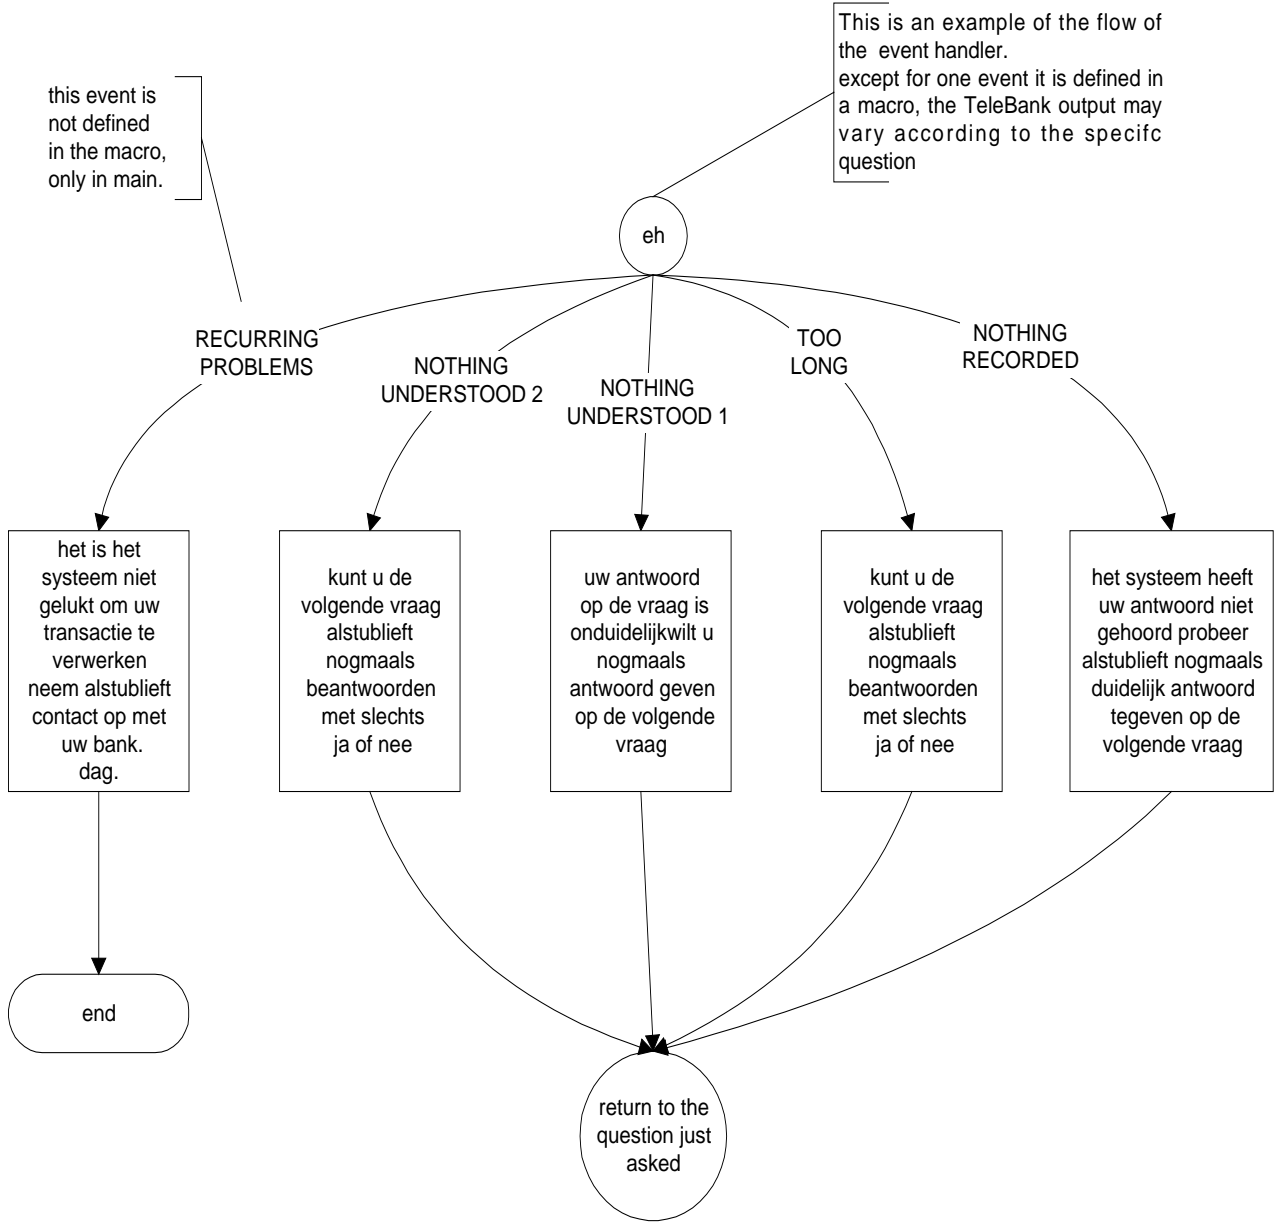 This is an example of the flow of
the event handler.
except for one event it is defined in
a macro, the TeleBank output may
vary according to the specifc
question
this event is
not defined
in the macro,
only in main.
eh
RECURRING
PROBLEMS
NOTHING
UNDERSTOOD 2
NOTHING
UNDERSTOOD 1
TOO
LONG
NOTHING
RECORDED
het is het
systeem niet
gelukt om uw
transactie te
verwerken
neem alstublieft
contact op met
uw bank.
dag.
kunt u de
volgende vraag
alstublieft
nogmaals
beantwoorden
met slechts
ja of nee
uw antwoord
op de vraag is
onduidelijkwilt u
nogmaals
antwoord geven
op de volgende
vraag
kunt u de
volgende vraag
alstublieft
nogmaals
beantwoorden
met slechts
ja of nee
het systeem heeft
uw antwoord niet
gehoord probeer
alstublieft nogmaals
duidelijk antwoord
tegeven op de
volgende vraag
end
return to the
question just
asked